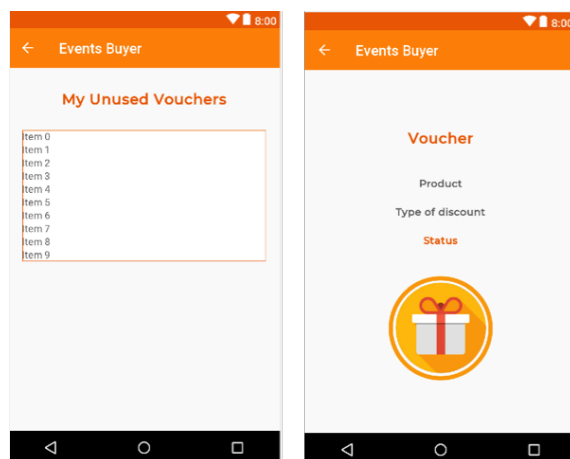 8:00
Events Buyer
My Unused Vouchers
Item 0
Item 1
Item 2
Item 3
Item 4
Item 5
Item 6
Item 7
Item 8
Item 9
8:00
Events Buyer
Voucher
Product
Type of discount
Status